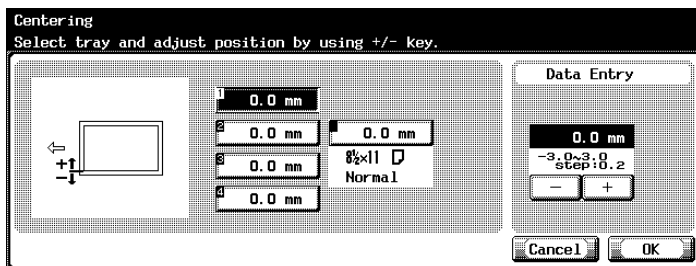 Centering
Select tray and adjust position by using +/- key.
Data Entry
1 0.0 mm
2 0.0 mm
0.0 mm
3 0.0 mm
8½×11
Normal
4 0.0 mm
+
-
0.0 mm
-3.0~3.0
step:0.2
- +
Cancel OK